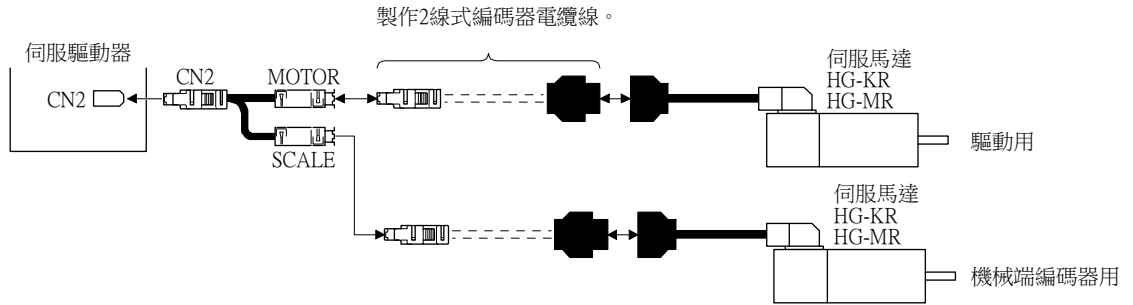 製作2線式編碼器電纜線。
伺服驅動器
CN2
CN2
MOTOR
SCALE
伺服馬達
HG-KR
HG-MR
驅動用
伺服馬達
HG-KR
HG-MR
機械端編碼器用